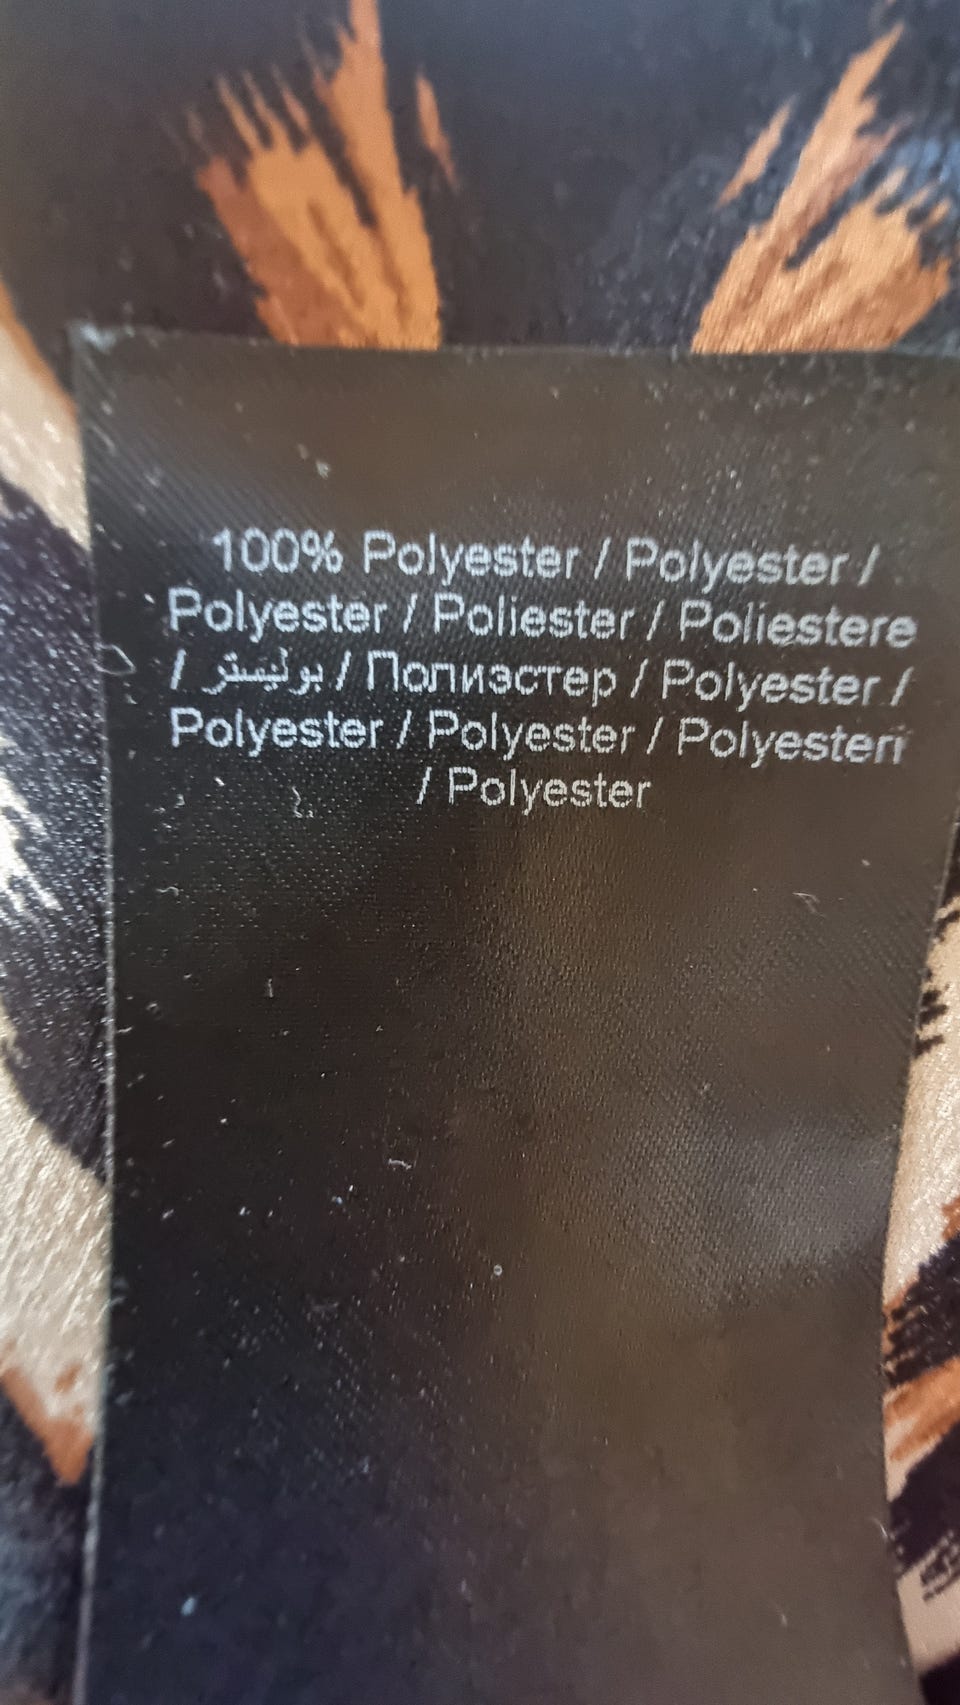 100% Polyester / Polyester /
Polyester / Poliester / Poliestere
/ بوليستر / Полиэстер / Polyester /
Polyester / Polyester / Polyesteri
/ Polyester